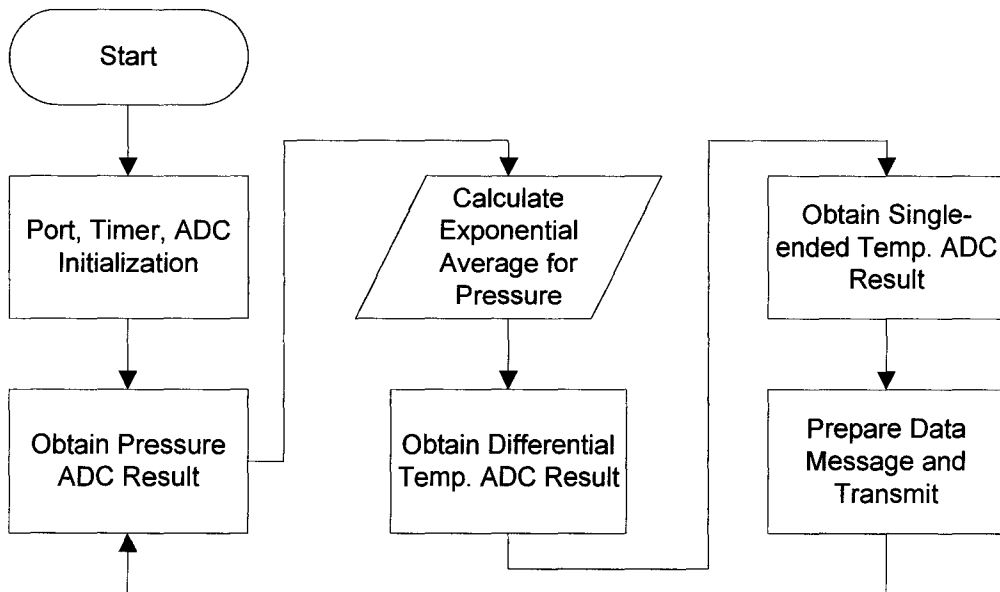 Start
Port, Timer, ADC
Initialization
Obtain Pressure
ADC Result
Calculate
Exponential
Average for
Pressure
Obtain Differential
Temp. ADC Result
Obtain Single-
ended Temp. ADC
Result
Prepare Data
Message and
Transmit